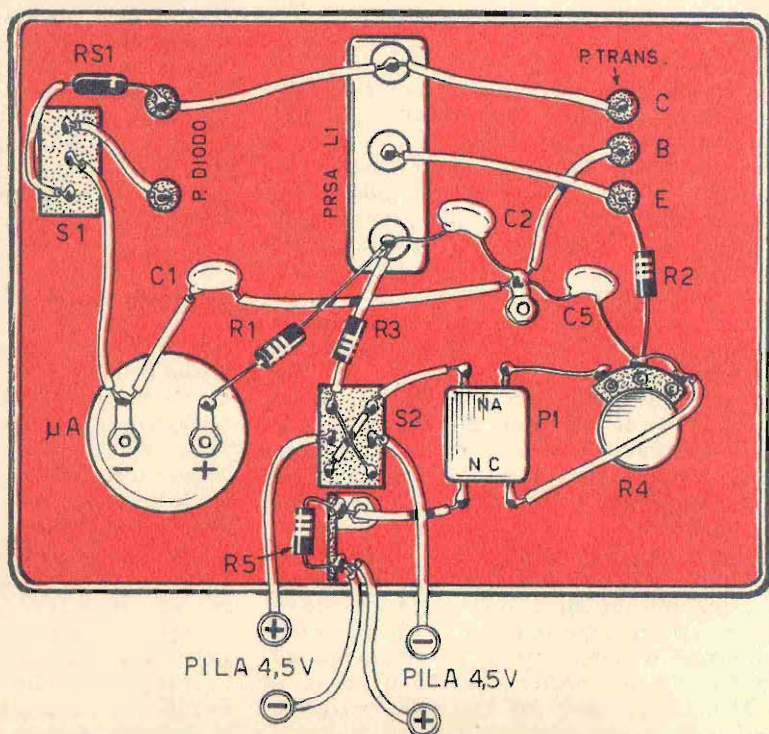 RS1
P. TRANS.
C
B
E
P. DIODO
PRSA L1
S1
C1
C2
C5
R2
R1
R3
µA
S2
NA
NC
P1
R4
- +
R5
+
-
PILA 4,5V
PILA 4,5V
-
+